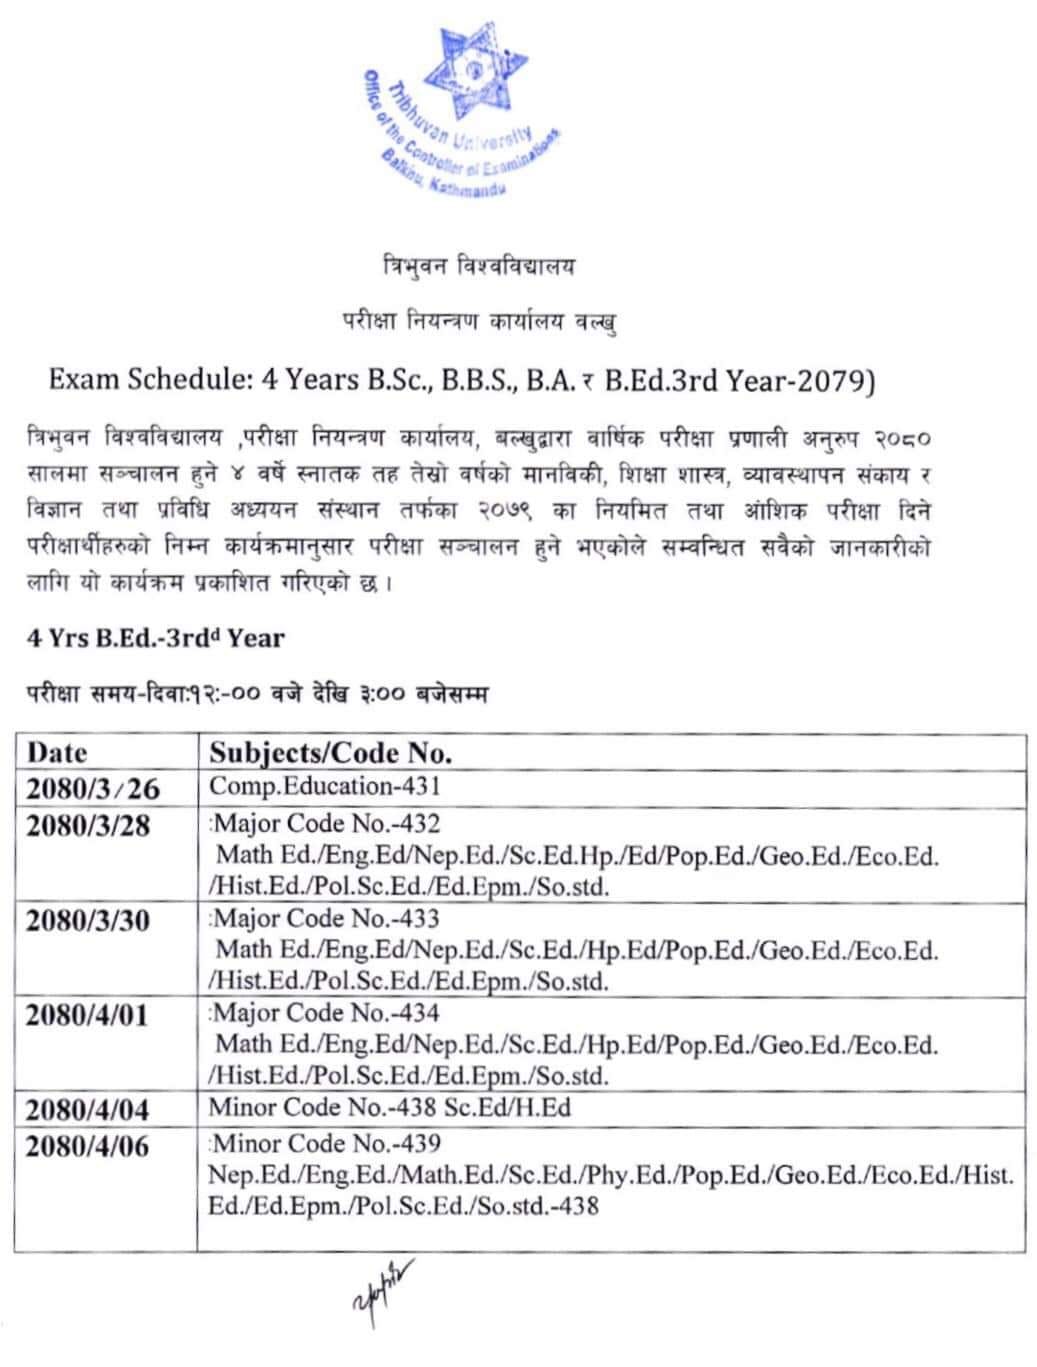 Tribhuvan University
Office of the Controller of Examinations
Balkhu, Kathmandu
त्रिभुवन विश्वविद्यालय
परीक्षा नियन्त्रण कार्यालय वल्खु
Exam Schedule: 4 Years B.Sc., B.B.S., B.A. र B.Ed.3rd Year-2079)
त्रिभुवन विश्वविद्यालय ,परीक्षा नियन्त्रण कार्यालय, बल्खुद्वारा वार्षिक परीक्षा प्रणाली अनुरुप २०८०
सालमा सञ्चालन हुने ४ वर्षे स्नातक तह तेस्रो वर्षको मानविकी, शिक्षा शास्त्र, व्यावस्थापन संकाय र
विज्ञान तथा प्रविधि अध्ययन संस्थान तर्फका २०७९ का नियमित तथा आंशिक परीक्षा दिने
परीक्षार्थीहरुको निम्न कार्यक्रमानुसार परीक्षा सञ्चालन हुने भएकोले सम्वन्धित सवैको जानकारीको
लागि यो कार्यक्रम प्रकाशित गरिएको छ ।
4 Yrs B.Ed.-3rdᵈ Year
परीक्षा समय-दिवा:१२:-०० वजे देखि ३:०० बजेसम्म
Date Subjects/Code No.
2080/3/26 Comp.Education-431
2080/3/28 :Major Code No.-432
Math Ed./Eng.Ed/Nep.Ed./Sc.Ed.Hp./Ed/Pop.Ed./Geo.Ed./Eco.Ed.
/Hist.Ed./Pol.Sc.Ed./Ed.Epm./So.std.
2080/3/30 :Major Code No.-433
Math Ed./Eng.Ed/Nep.Ed./Sc.Ed./Hp.Ed/Pop.Ed./Geo.Ed./Eco.Ed.
/Hist.Ed./Pol.Sc.Ed./Ed.Epm./So.std.
2080/4/01 :Major Code No.-434
Math Ed./Eng.Ed/Nep.Ed./Sc.Ed./Hp.Ed/Pop.Ed./Geo.Ed./Eco.Ed.
/Hist.Ed./Pol.Sc.Ed./Ed.Epm./So.std.
2080/4/04 Minor Code No.-438 Sc.Ed/H.Ed
2080/4/06 :Minor Code No.-439
Nep.Ed./Eng.Ed./Math.Ed./Sc.Ed./Phy.Ed./Pop.Ed./Geo.Ed./Eco.Ed./Hist.
Ed./Ed.Epm./Pol.Sc.Ed./So.std.-438